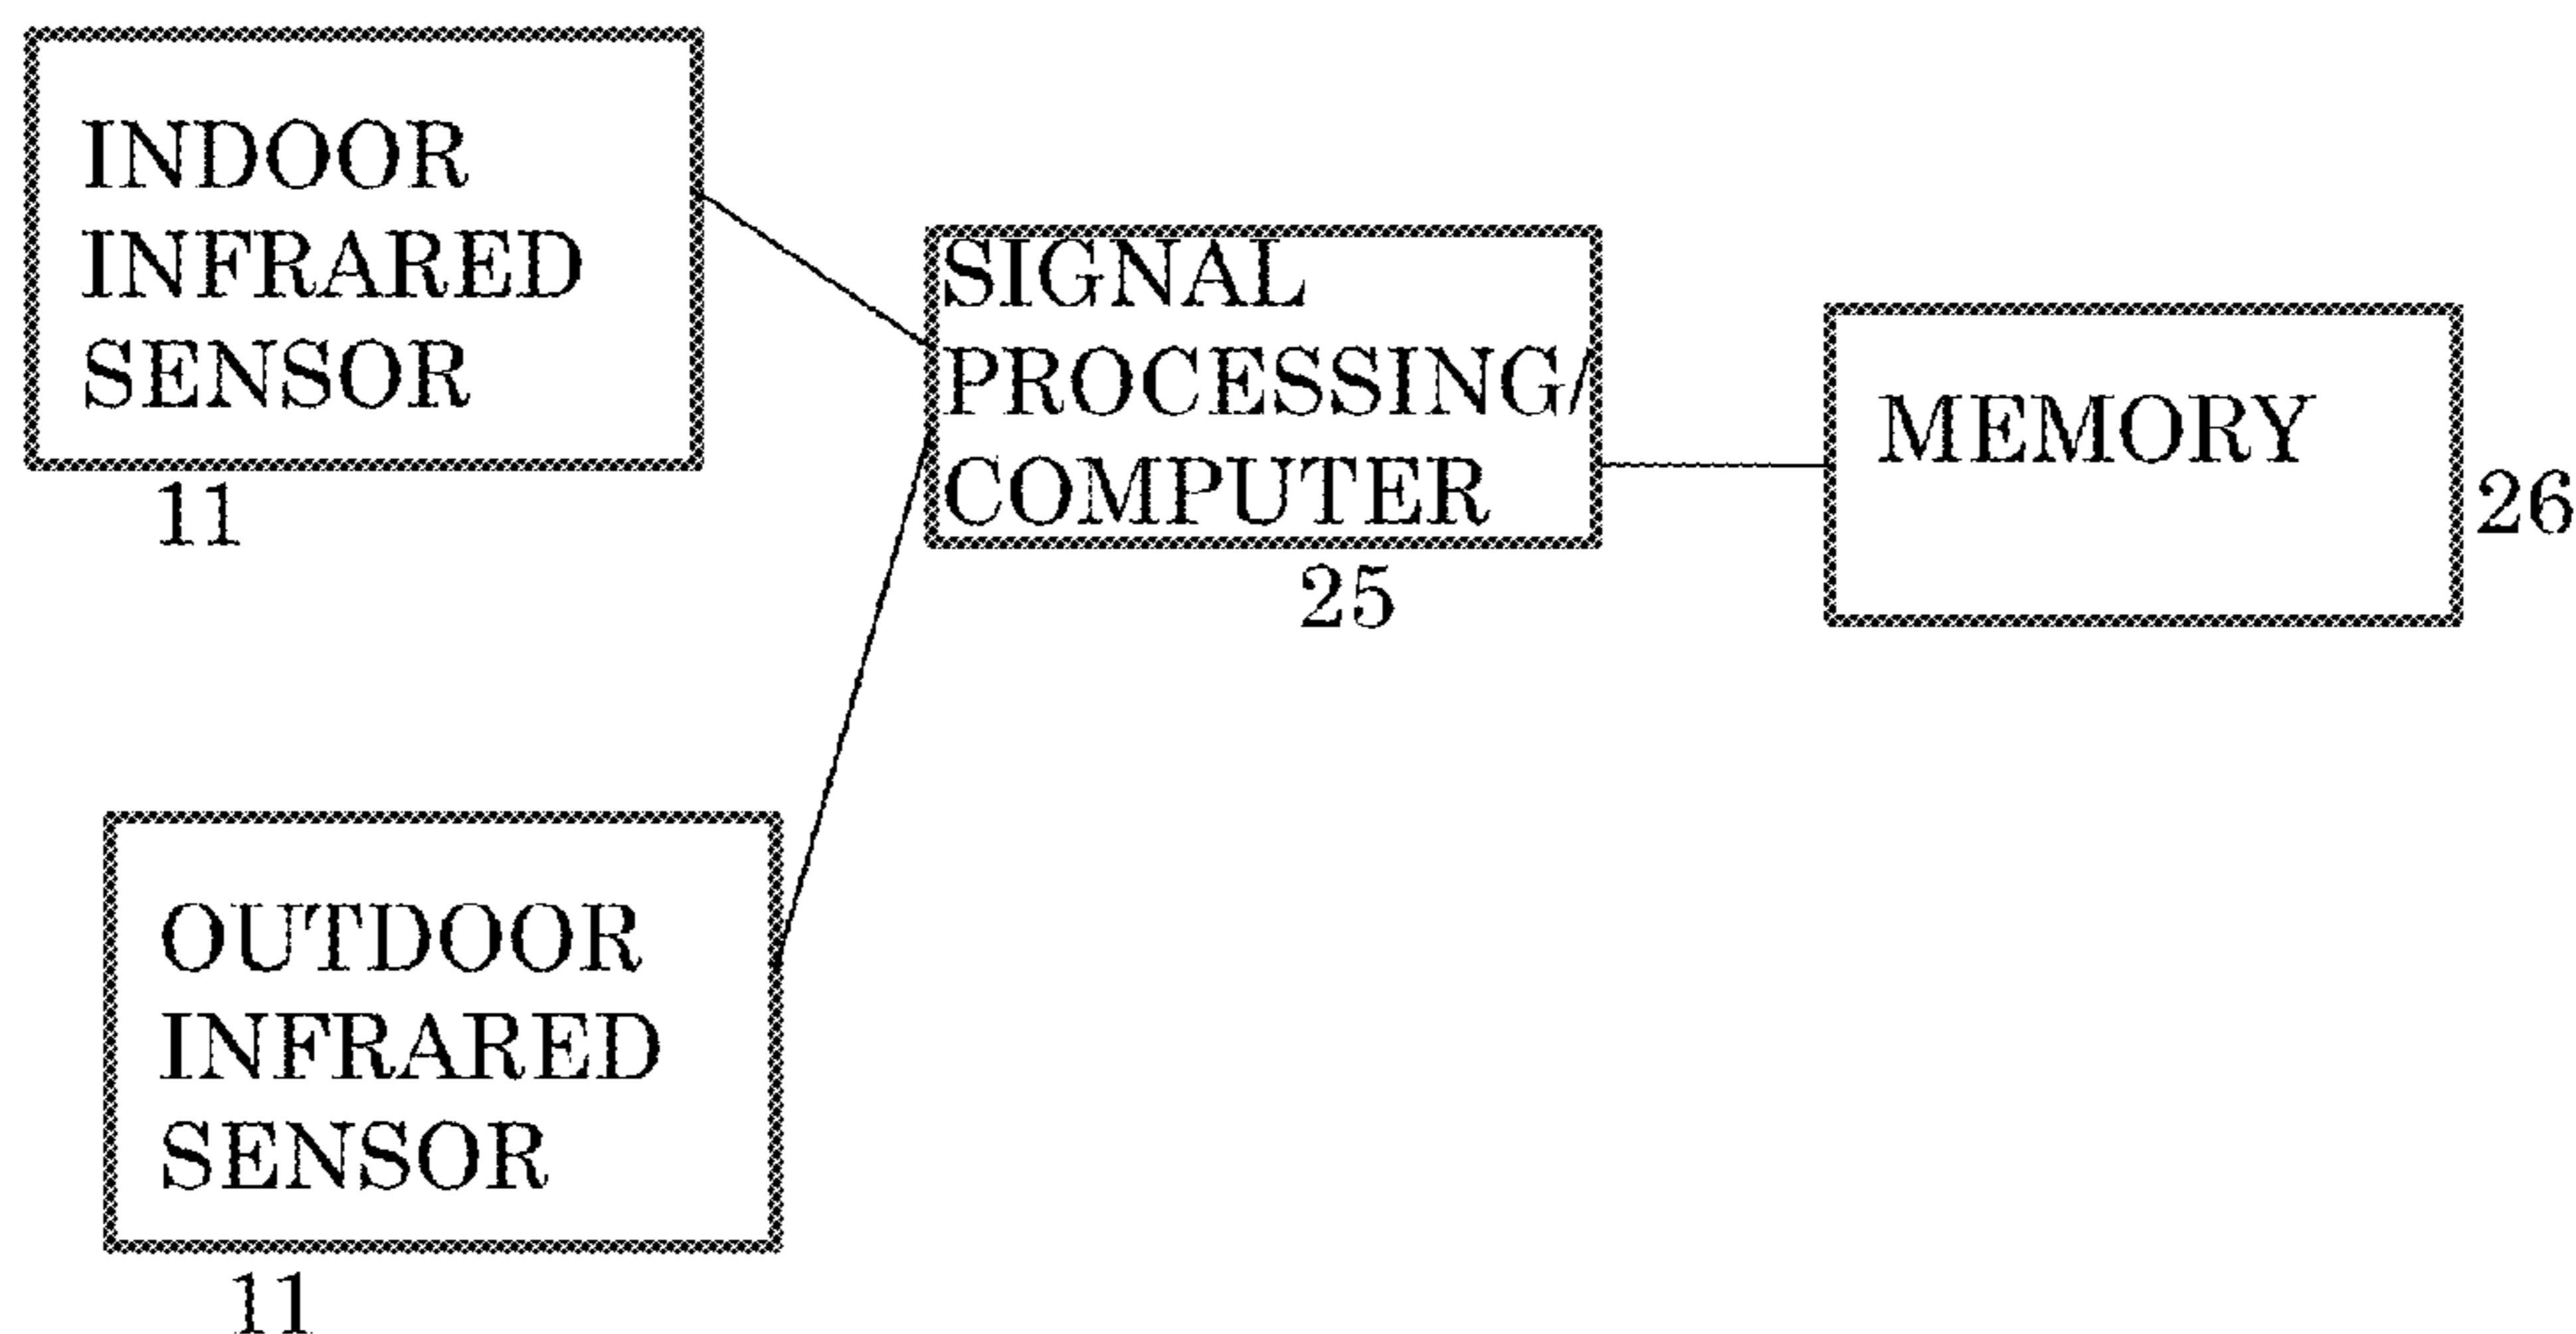 INDOOR
INFRARED
SENSOR
11
SIGNAL
PROCESSING/
COMPUTER
25
MEMORY
26
OUTDOOR
INFRARED
SENSOR
11